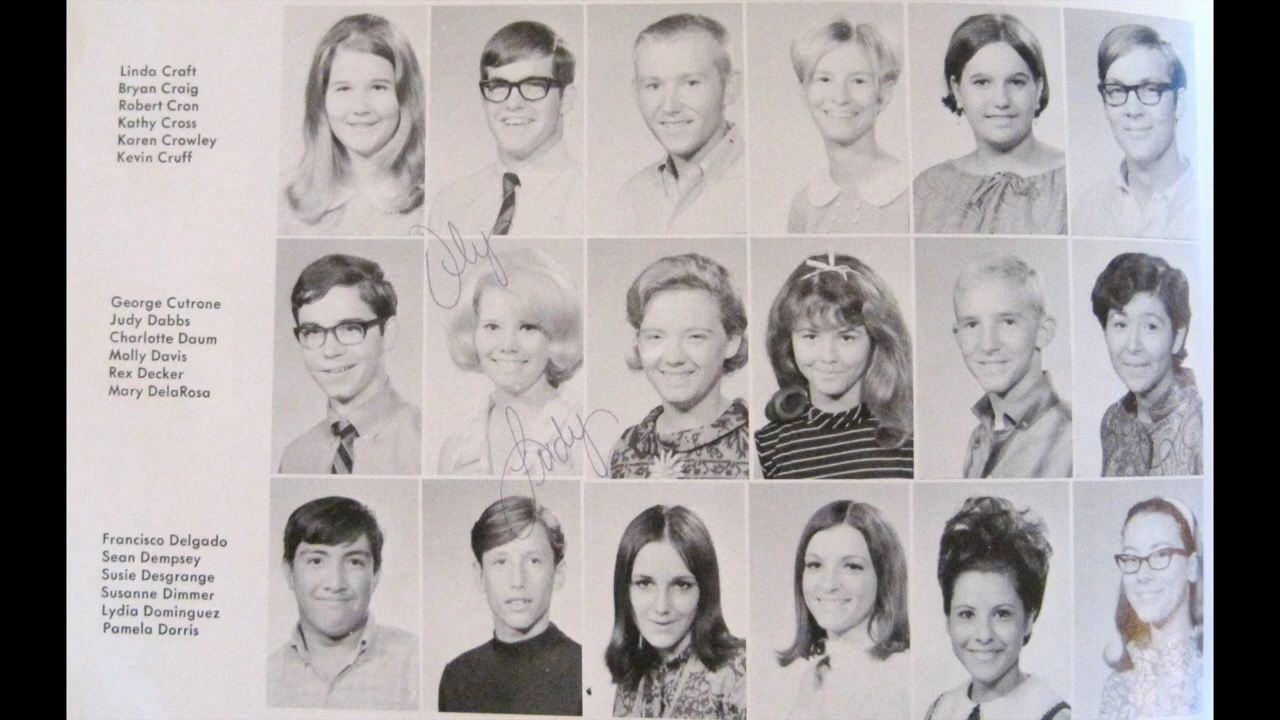 Linda Craft
Bryan Craig
Robert Cron
Kathy Cross
Karen Crowley
Kevin Cruff
George Cutrone
Judy Dabbs
Charlotte Daum
Molly Davis
Rex Decker
Mary DelaRosa
Francisco Delgado
Sean Dempsey
Susie Desgrange
Susanne Dimmer
Lydia Dominguez
Pamela Dorris